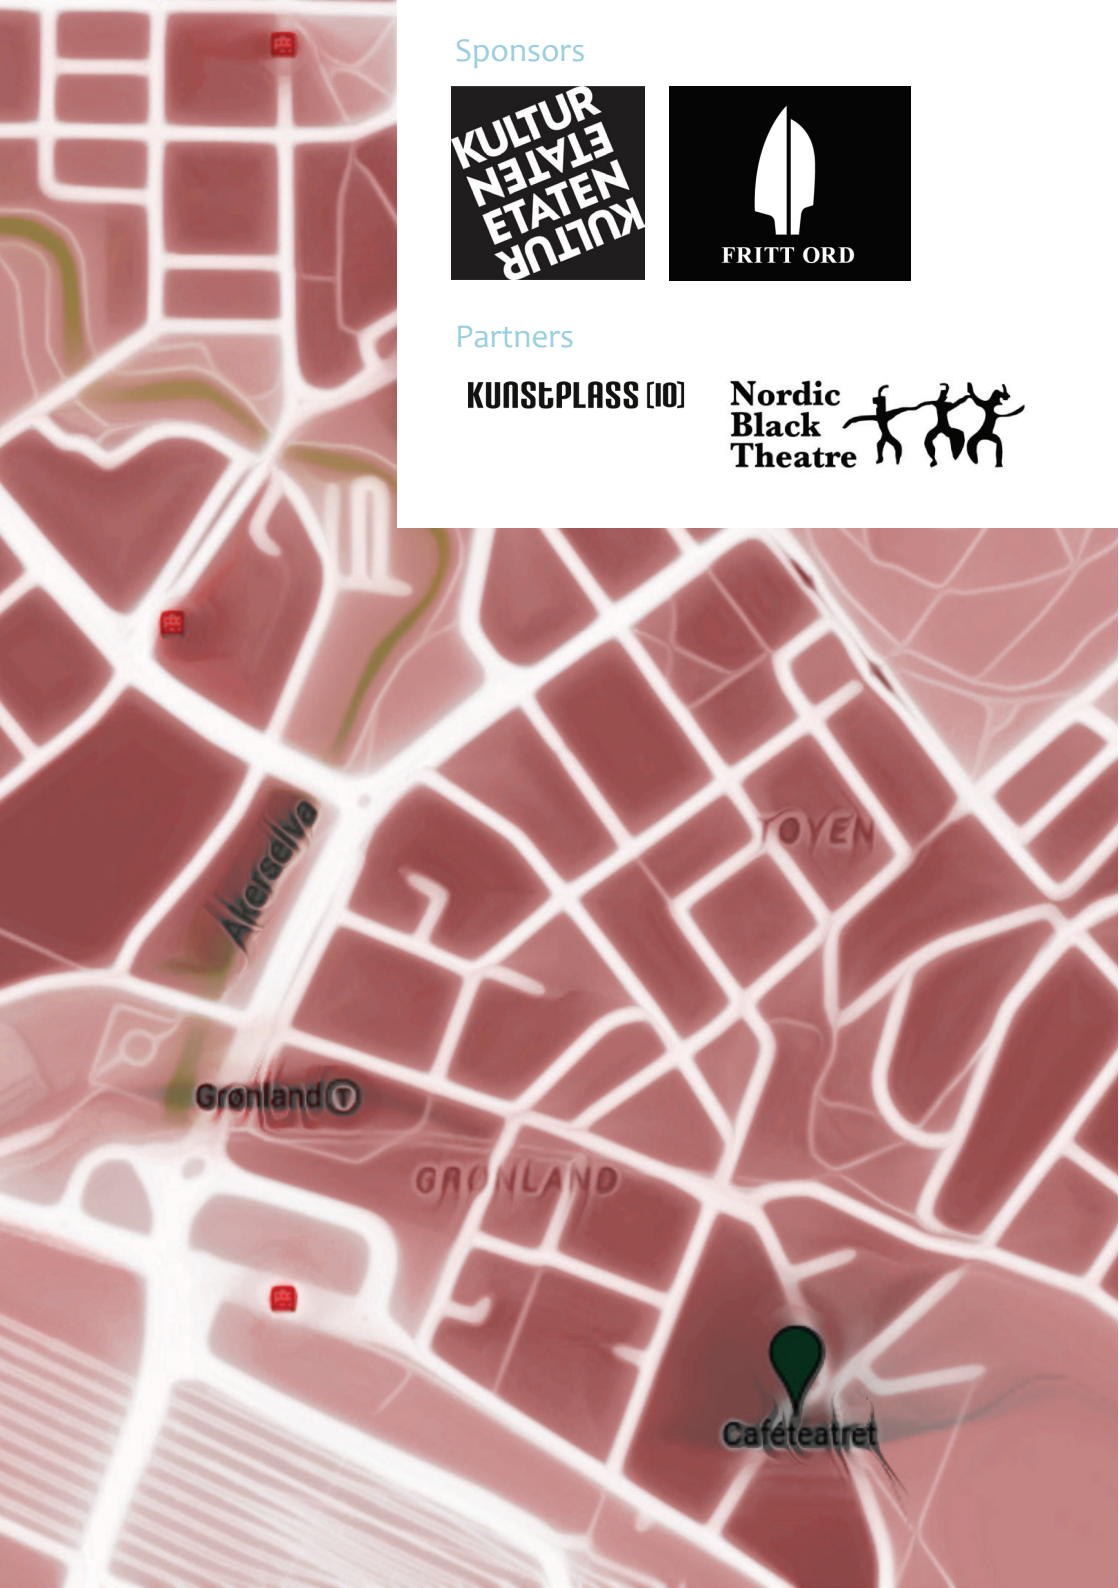 Sponsors
KULTUR
ETATEN
ETATEN
KULTUR
FRITT ORD
Partners
KUNStPLASS [10]
Nordic
Black
Theatre
TØYEN
Akerselva
Grønland T
GRØNLAND
Caféteatret